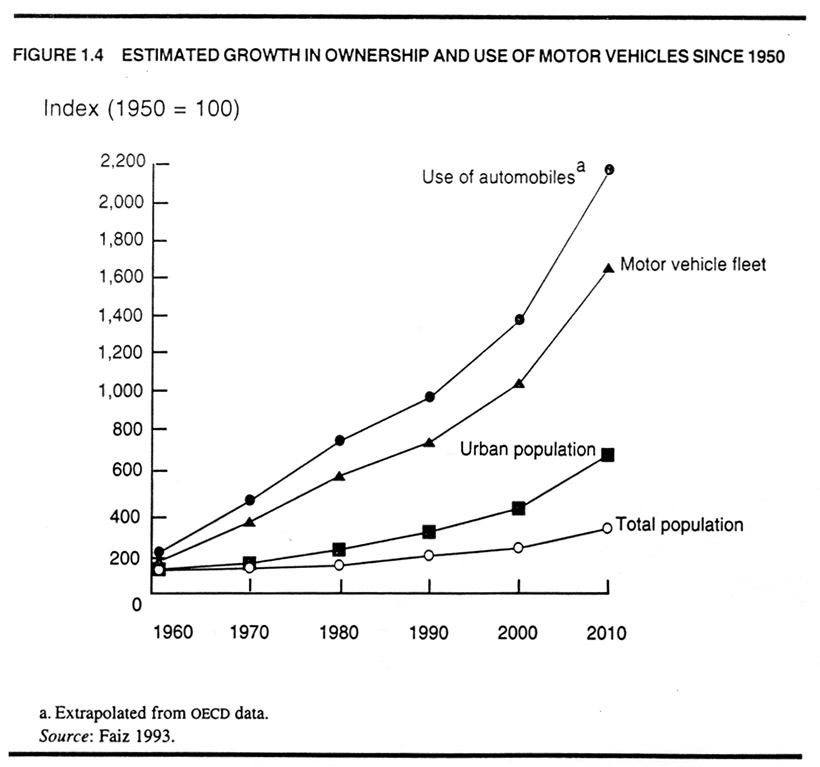 FIGURE 1.4 ESTIMATED GROWTH IN OWNERSHIP AND USE OF MOTOR VEHICLES SINCE 1950
Index (1950 = 100)
2,200
Use of automobiles a
2,000
1,800
Motor vehicle fleet
1,600
1,400
1,200
1,000
800
Urban population
600
400
Total population
200
0
1960 1970 1980 1990 2000 2010
a. Extrapolated from OECD data.
Source: Faiz 1993.